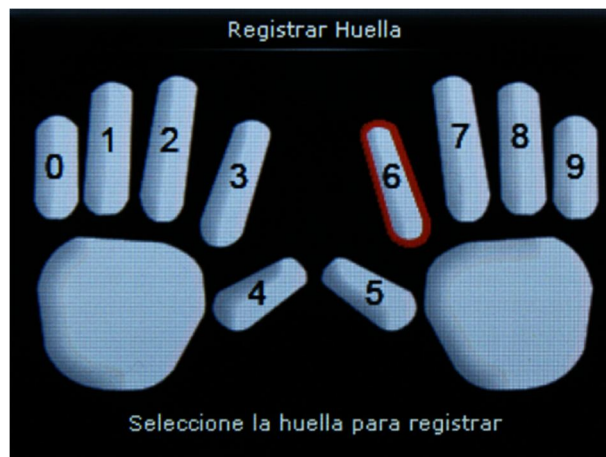 Registrar Huella
0 1 2 3 6 7 8 9
4 5
Seleccione la huella para registrar